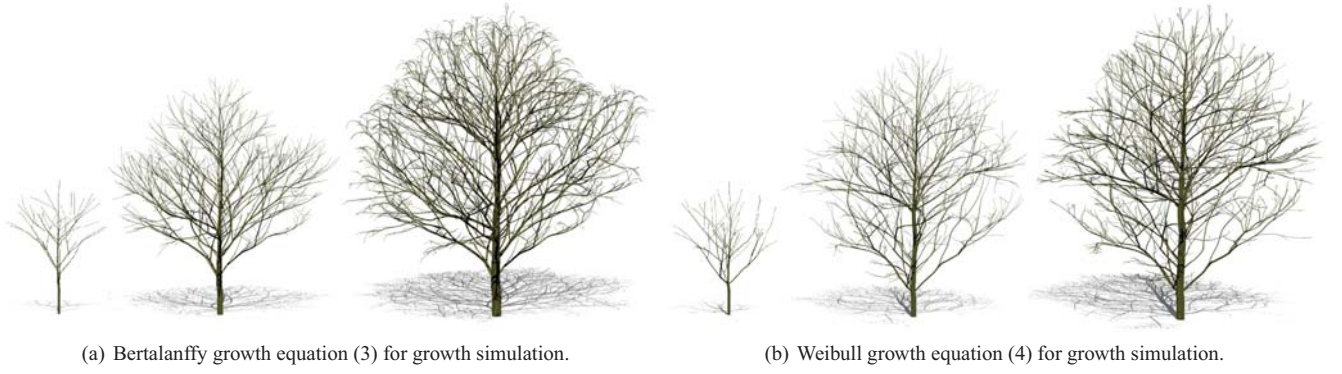 (a) Bertalanffy growth equation (3) for growth simulation.
(b) Weibull growth equation (4) for growth simulation.